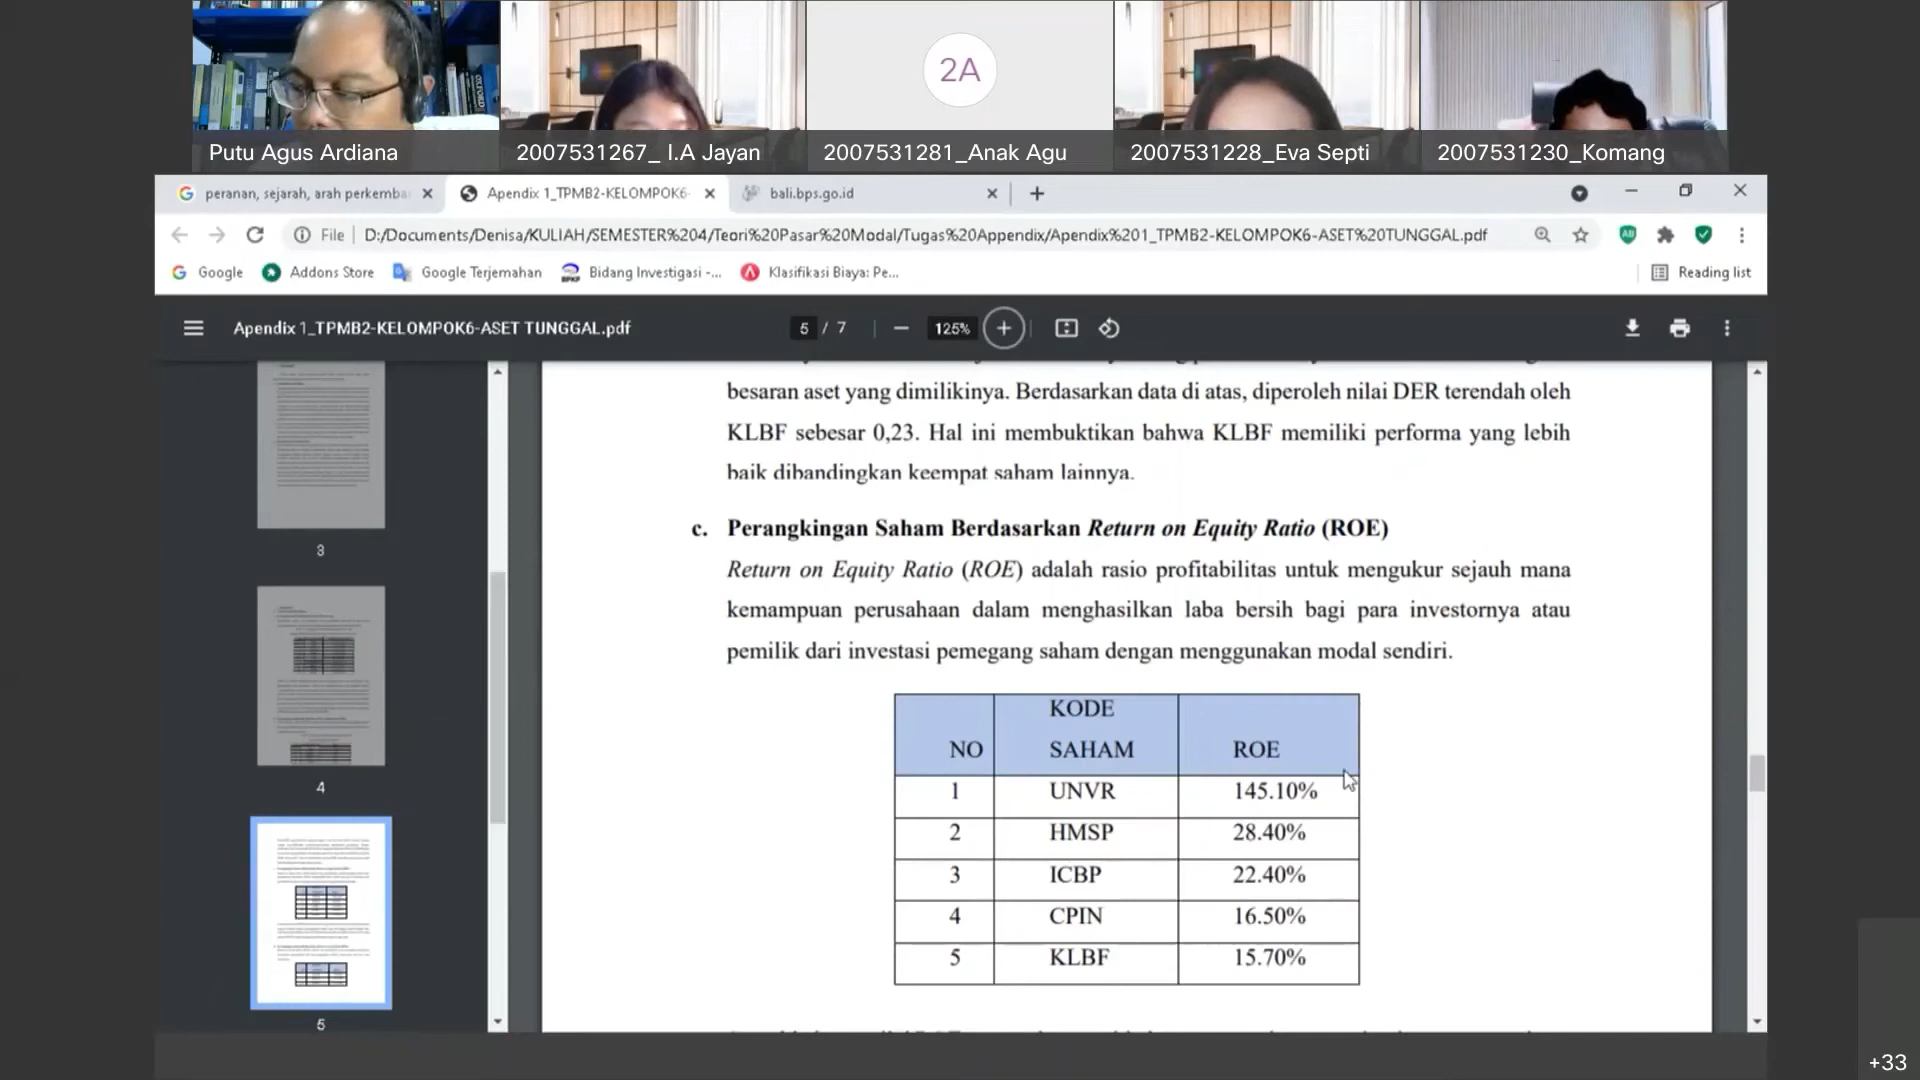 2A
Putu Agus Ardiana
2007531267_ I.A Jayan
2007531281_Anak Agu
2007531228_Eva Septi
2007531230_Komang
peranan, sejarah, arah perkemba
Apendix 1_TPMB2-KELOMPOK6-
bali.bps.go.id
File
D:/Documents/Denisa/KULIAH/SEMESTER%204/Teori%20Pasar%20Modal/Tugas%20Appendix/Apendix%201_TPMB2-KELOMPOK6-ASET%20TUNGGAL.pdf
Google
Addons Store
Google Terjemahan
Bidang Investigasi -...
Klasifikasi Biaya: Pe...
Reading list
Apendix 1_TPMB2-KELOMPOK6-ASET TUNGGAL.pdf
5 / 7
125%
3
4
5
besaran aset yang dimilikinya. Berdasarkan data di atas, diperoleh nilai DER terendah oleh
KLBF sebesar 0,23. Hal ini membuktikan bahwa KLBF memiliki performa yang lebih
baik dibandingkan keempat saham lainnya.
c. Perangkingan Saham Berdasarkan Return on Equity Ratio (ROE)
Return on Equity Ratio (ROE) adalah rasio profitabilitas untuk mengukur sejauh mana
kemampuan perusahaan dalam menghasilkan laba bersih bagi para investornya atau
pemilik dari investasi pemegang saham dengan menggunakan modal sendiri.
NO KODE SAHAM ROE
1 UNVR 145.10%
2 HMSP 28.40%
3 ICBP 22.40%
4 CPIN 16.50%
5 KLBF 15.70%
+33